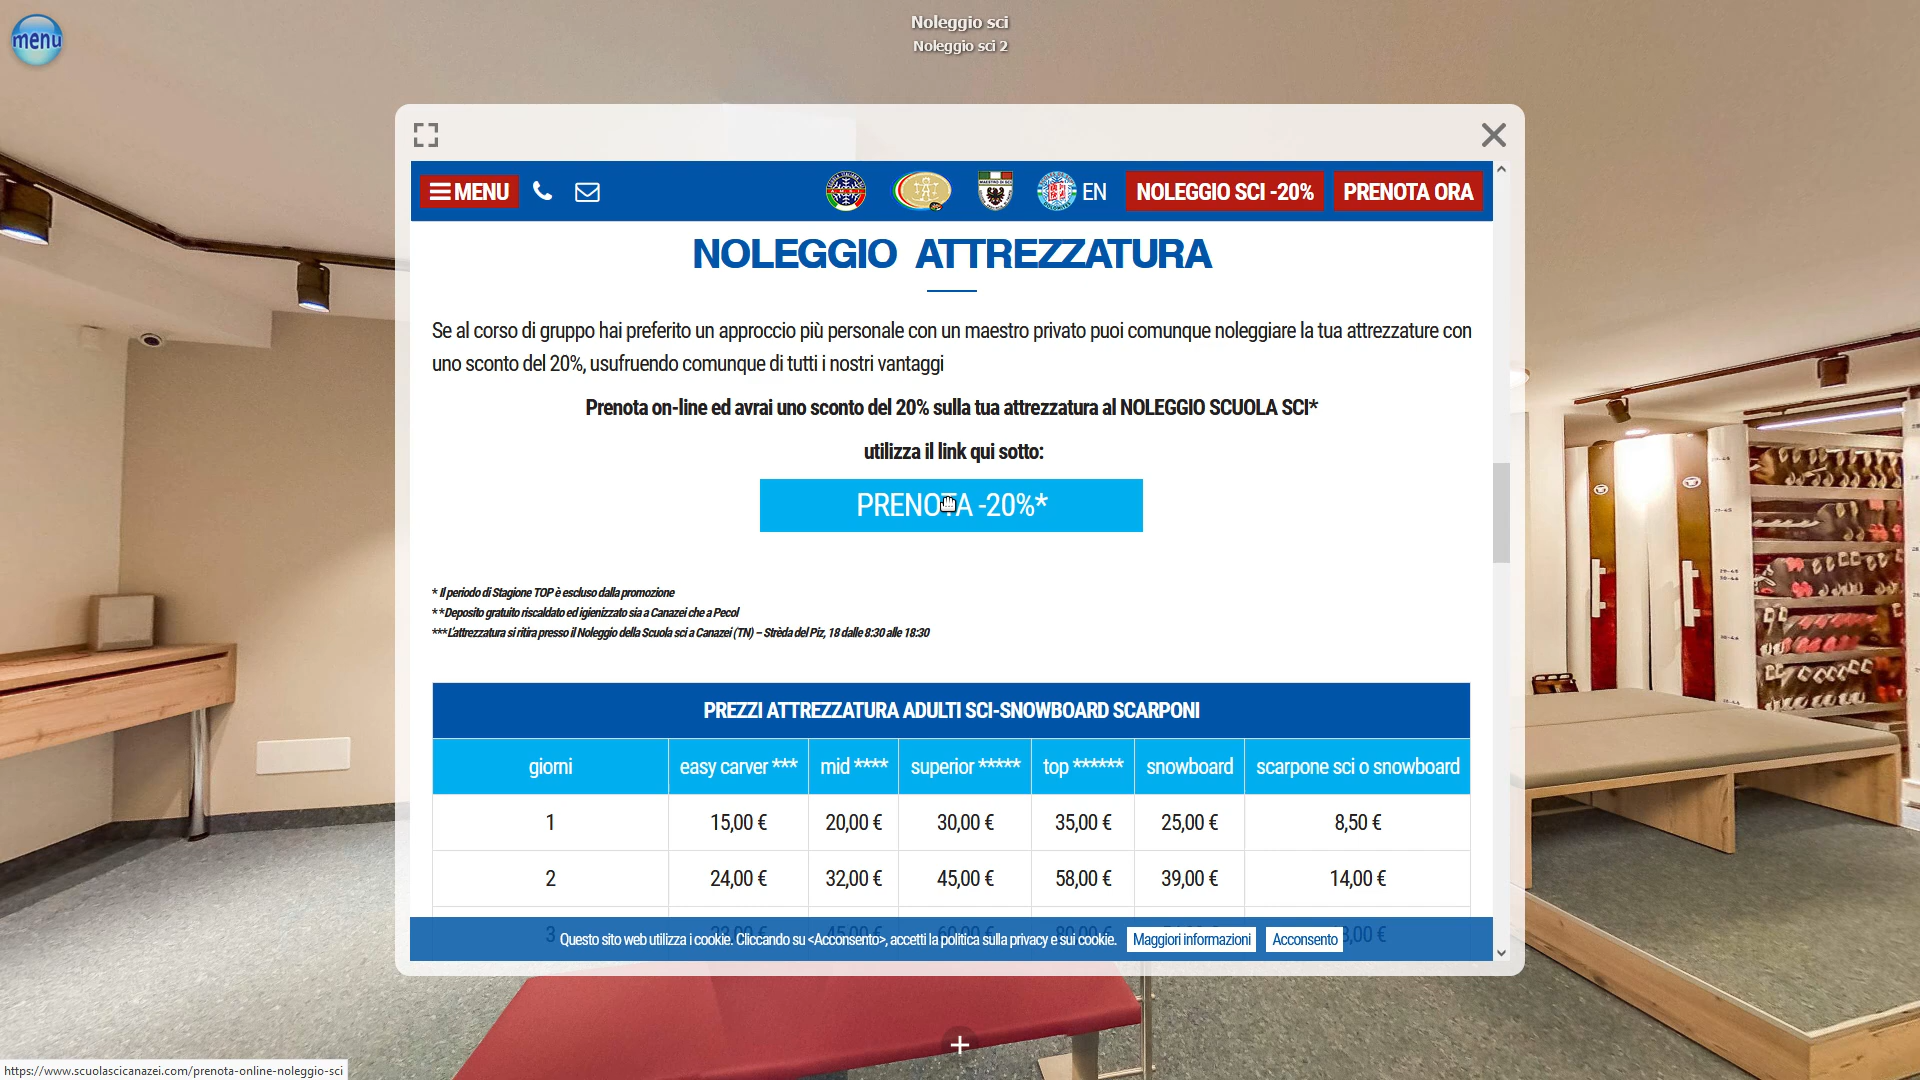 menu
Noleggio sci
Noleggio sci 2
MENU
EN
NOLEGGIO SCI -20%
PRENOTA ORA
NOLEGGIO ATTREZZATURA
Se al corso di gruppo hai preferito un approccio più personale con un maestro privato puoi comunque noleggiare la tua attrezzature con
uno sconto del 20%, usufruendo comunque di tutti i nostri vantaggi
Prenota on-line ed avrai uno sconto del 20% sulla tua attrezzatura al NOLEGGIO SCUOLA SCI*
utilizza il link qui sotto:
PRENOTA -20%*
* Il periodo di Stagione TOP è escluso dalla promozione
**Deposito gratuito riscaldato ed igienizzato sia a Canazei che a Pecol
***L'attrezzatura si ritira presso il Noleggio della Scuola sci a Canazei (TN) – Strèda del Piz, 18 dalle 8:30 alle 18:30
PREZZI ATTREZZATURA ADULTI SCI-SNOWBOARD SCARPONI
giorni easy carver *** mid **** superior ***** top ****** snowboard scarpone sci o snowboard
1 15,00 € 20,00 € 30,00 € 35,00 € 25,00 € 8,50 €
2 24,00 € 32,00 € 45,00 € 58,00 € 39,00 € 14,00 €
3
Questo sito web utilizza i cookie. Cliccando su <Acconsento>, accetti la politica sulla privacy e sui cookie. Maggiori informazioni Acconsento
https://www.scuolascicanazei.com/prenota-online-noleggio-sci